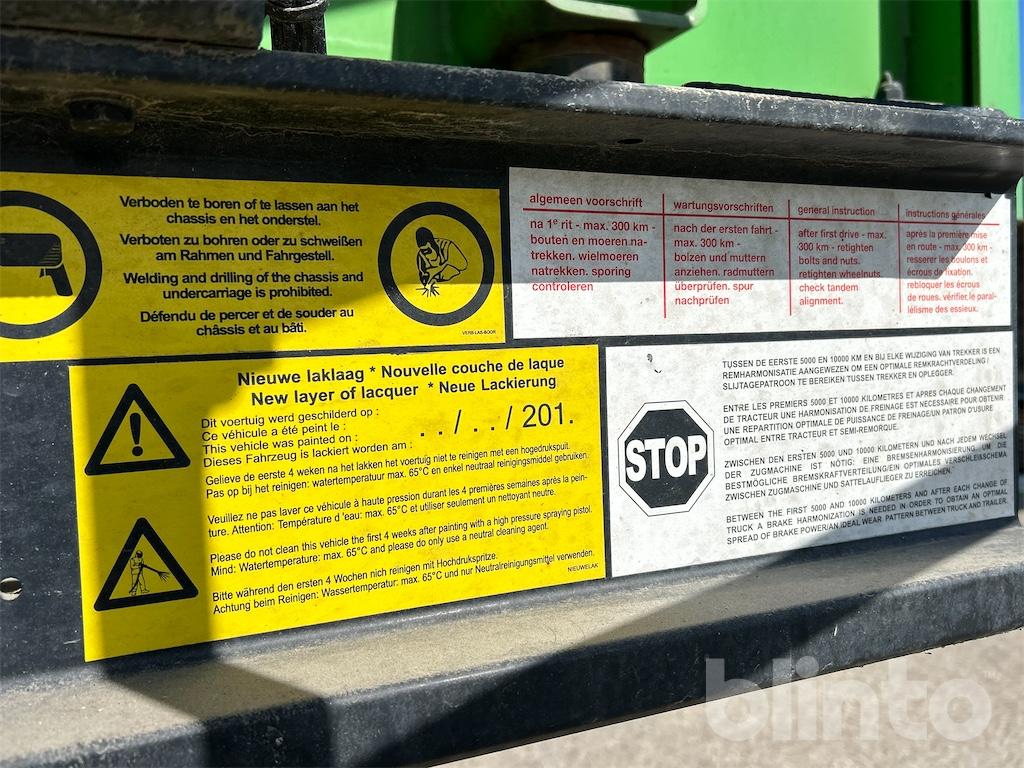 Verboden te boren of te lassen aan het
chassis en het onderstel.
Verboten zu bohren oder zu schweißen
am Rahmen und Fahrgestell.
Welding and drilling of the chassis and
undercarriage is prohibited.
Défendu de percer et de souder au
châssis et au bâti.
VERB-LAS-BOOR
algemeen voorschrift
na 1e rit - max. 300 km -
bouten en moeren na-
trekken. wielmoeren
natrekken. sporing
controleren
wartungsvorschriften
nach der ersten fahrt -
max. 300 km -
bolzen und muttern
anziehen. radmuttern
überprüfen. spur
nachprüfen
general instruction
after first drive - max.
300 km - retighten
bolts and nuts.
retighten wheelnuts.
check tandem
alignment.
instructions générales
après la première mise
en route - max. 300 km -
resserer les boulons et
écrous de fixation.
rebloquer les écrous
de roues. vérifier le paral-
lélisme des essieux.
Nieuwe laklaag * Nouvelle couche de laque
New layer of lacquer * Neue Lackierung
Dit voertuig werd geschilderd op :
Ce véhicule a été peint le :
This vehicle was painted on :
Dieses Fahrzeug is lackiert worden am :
. . / . . / 201.
Gelieve de eerste 4 weken na het lakken het voertuig niet te reinigen met een hogedrukspuit.
Pas op bij het reinigen: watertemperatuur max. 65°C en enkel neutraal reinigingsmiddel gebruiken.
Veuillez ne pas laver ce véhicule à haute pression durant les 4 premières semaines après la pein-
ture. Attention: Température d 'eau: max. 65°C et utiliser seulement un nettoyant neutre.
Please do not clean this vehicle the first 4 weeks after painting with a high pressure spraying pistol.
Mind: Watertemperature: max. 65°C and please do only use a neutral cleaning agent.
Bitte während den ersten 4 Wochen nich reinigen mit Hochdrukspritze.
Achtung beim Reinigen: Wassertemperatur: max. 65°C und nur Neutralreinigungsmittel verwenden.
NIEUWELAK
STOP
TUSSEN DE EERSTE 5000 EN 10000 KM EN BIJ ELKE WIJZIGING VAN TREKKER IS EEN
REMHARMONISATIE AANGEWEZEN OM EEN OPTIMALE REMKRACHTVERDELING /
SLIJTAGEPATROON TE BEREIKEN TUSSEN TREKKER EN OPLEGGER.
ENTRE LES PREMIERS 5000 ET 10000 KILOMETRES ET APRES CHAQUE CHANGEMENT
DE TRACTEUR UNE HARMONISATION DE FREINAGE EST NECESSAIRE POUR OBTENIR
UNE REPARTITION OPTIMALE DE PUISSANCE DE FREINAGE/UN PATRON D'USURE
OPTIMAL ENTRE TRACTEUR ET SEMI-REMORQUE.
ZWISCHEN DEN ERSTEN 5000 UND 10000 KILOMETERN UND NACH JEDEM WECHSEL
DER ZUGMASCHINE IST NÖTIG: EINE BREMSENHARMONISIERUNG. UM DIE
BESTMÖGLICHE BREMSKRAFTVERTEILUNG/EIN OPTIMALES VERSCHLEIßSCHEMA
ZWISCHEN ZUGMASCHINE UND SATTELAUFLIEGER ZU ERREICHEN.
BETWEEN THE FIRST 5000 AND 10000 KILOMETERS AND AFTER EACH CHANGE OF
TRUCK A BRAKE HARMONIZATION IS NEEDED IN ORDER TO OBTAIN AN OPTIMAL
SPREAD OF BRAKE POWER/AN IDEAL WEAR PATTERN BETWEEN TRUCK AND TRAILER.
blinto